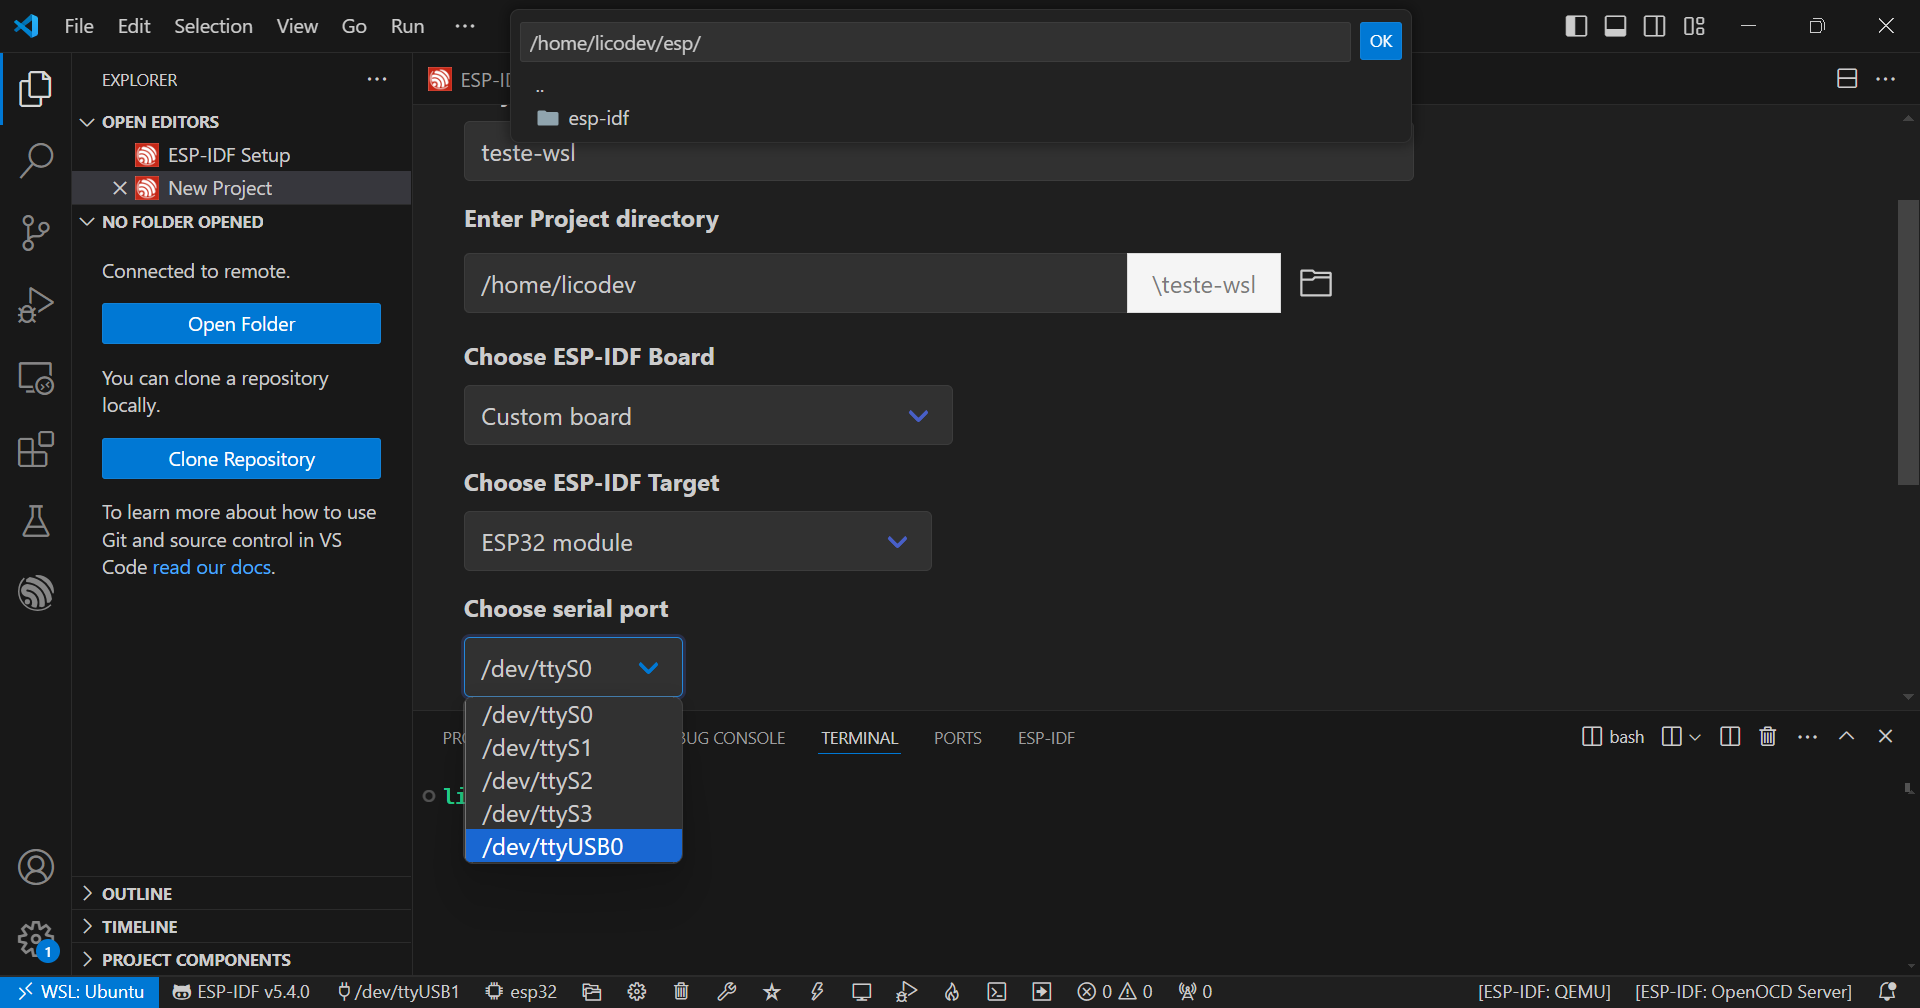 File Edit Selection View Go Run
/home/licodev/esp/
OK
..
esp-idf
EXPLORER
OPEN EDITORS
ESP-IDF Setup
New Project
NO FOLDER OPENED
Connected to remote.
Open Folder
You can clone a repository
locally.
Clone Repository
To learn more about how to use
Git and source control in VS
Code read our docs.
OUTLINE
TIMELINE
PROJECT COMPONENTS
1
teste-wsl
Enter Project directory
/home/licodev
\teste-wsl
Choose ESP-IDF Board
Custom board
Choose ESP-IDF Target
ESP32 module
Choose serial port
/dev/ttyS0
/dev/ttyS0
/dev/ttyS1
/dev/ttyS2
/dev/ttyS3
/dev/ttyUSB0
CONSOLE TERMINAL PORTS ESP-IDF
bash
WSL: Ubuntu ESP-IDF v5.4.0 /dev/ttyUSB1 esp32 0 0 0 [ESP-IDF: QEMU] [ESP-IDF: OpenOCD Server]